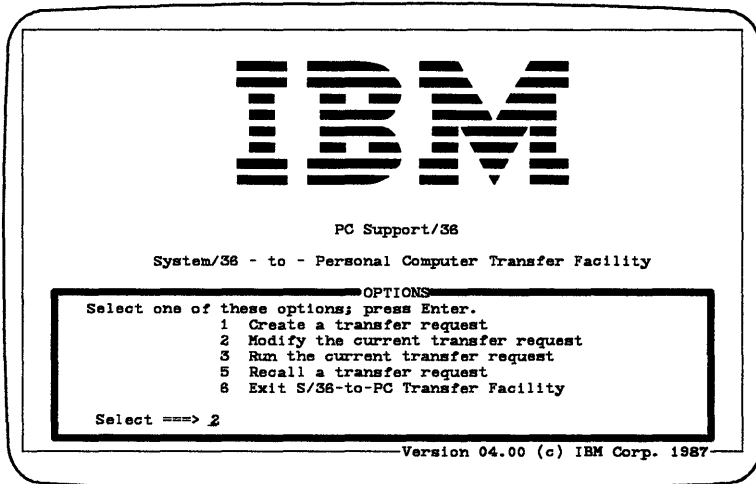 IBM
PC Support/36
System/36 - to - Personal Computer Transfer Facility
OPTIONS
Select one of these options; press Enter.
1 Create a transfer request
2 Modify the current transfer request
3 Run the current transfer request
5 Recall a transfer request
6 Exit S/36-to-PC Transfer Facility
Select ===> 2
Version 04.00 (c) IBM Corp. 1987